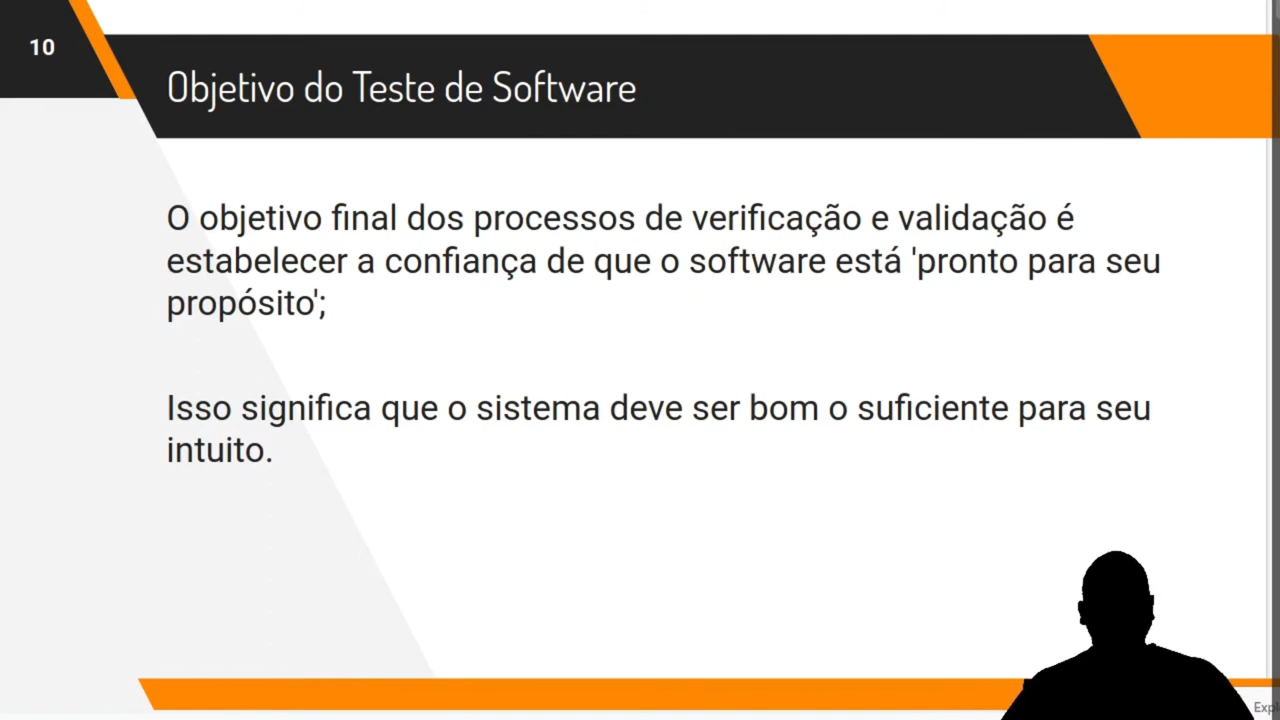 10
Objetivo do Teste de Software
O objetivo final dos processos de verificação e validação é
estabelecer a confiança de que o software está 'pronto para seu
propósito';
Isso significa que o sistema deve ser bom o suficiente para seu
intuito.